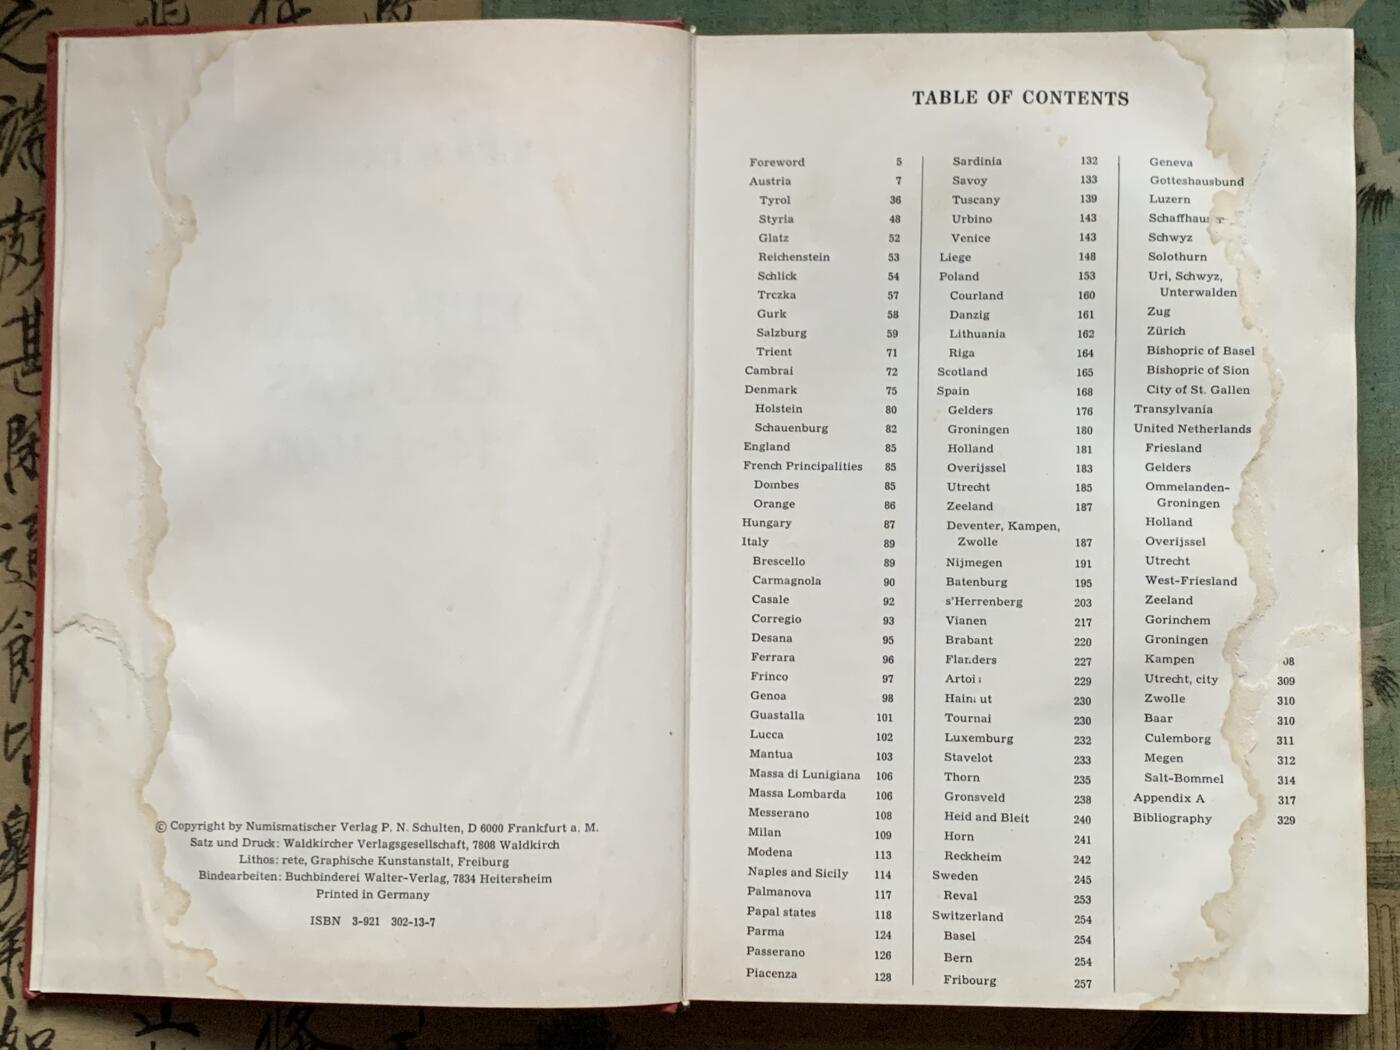 © Copyright by Numismatischer Verlag P. N. Schulten, D 6000 Frankfurt a. M.
Satz und Druck: Waldkircher Verlagsgesellschaft, 7808 Waldkirch
Lithos: rete, Graphische Kunstanstalt, Freiburg
Bindearbeiten: Buchbinderei Walter-Verlag, 7834 Heitersheim
Printed in Germany
ISBN 3-921 302-13-7
TABLE OF CONTENTS
Foreword 5
Austria 7
Tyrol 36
Styria 48
Glatz 52
Reichenstein 53
Schlick 54
Trczka 57
Gurk 58
Salzburg 59
Trient 71
Cambrai 72
Denmark 75
Holstein 80
Schauenburg 82
England 85
French Principalities 85
Dombes 85
Orange 86
Hungary 87
Italy 89
Brescello 89
Carmagnola 90
Casale 92
Corregio 93
Desana 95
Ferrara 96
Frinco 97
Genoa 98
Guastalla 101
Lucca 102
Mantua 103
Massa di Lunigiana 106
Massa Lombarda 106
Messerano 108
Milan 109
Modena 113
Naples and Sicily 114
Palmanova 117
Papal states 118
Parma 124
Passerano 126
Piacenza 128
Sardinia 132
Savoy 133
Tuscany 139
Urbino 143
Venice 143
Liege 148
Poland 153
Courland 160
Danzig 161
Lithuania 162
Riga 164
Scotland 165
Spain 168
Gelders 176
Groningen 180
Holland 181
Overijssel 183
Utrecht 185
Zeeland 187
Deventer, Kampen,
Zwolle 187
Nijmegen 191
Batenburg 195
s'Herrenberg 203
Vianen 217
Brabant 220
Flanders 227
Artois 229
Hainaut 230
Tournai 230
Luxemburg 232
Stavelot 233
Thorn 235
Gronsveld 238
Heid and Bleit 240
Horn 241
Reckheim 242
Sweden 245
Reval 253
Switzerland 254
Basel 254
Bern 254
Fribourg 257
Geneva
Gotteshausbund
Luzern
Schwyz
Solothurn
Uri, Schwyz,
Unterwalden
Zug
Zürich
Bishopric of Basel
Bishopric of Sion
City of St. Gallen
Transylvania
United Netherlands
Friesland
Gelders
Ommelanden-
Groningen
Holland
Overijssel
Utrecht
West-Friesland
Zeeland
Gorinchem
Groningen
Kampen
Utrecht, city 309
Zwolle 310
Baar 310
Culemborg 311
Megen 312
Salt-Bommel 314
Appendix A 317
Bibliography 329